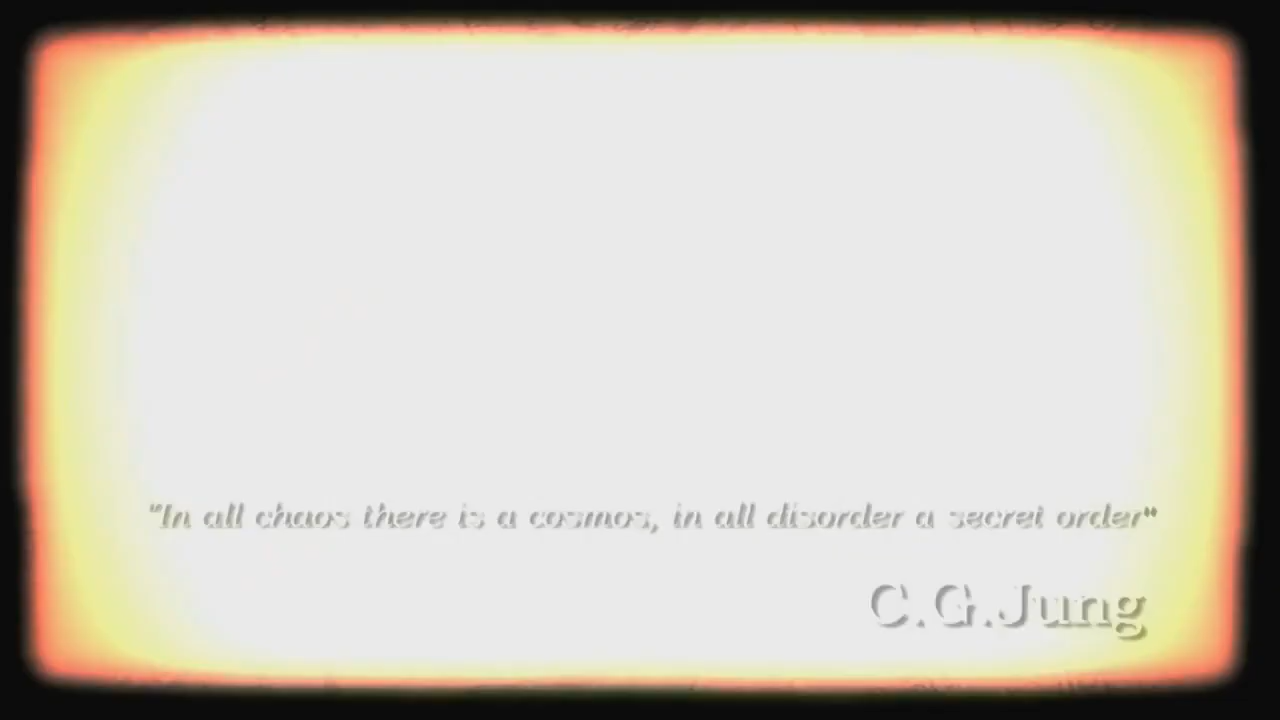 "In all chaos there is a cosmos, in all disorder a secret order"
C.G.Jung